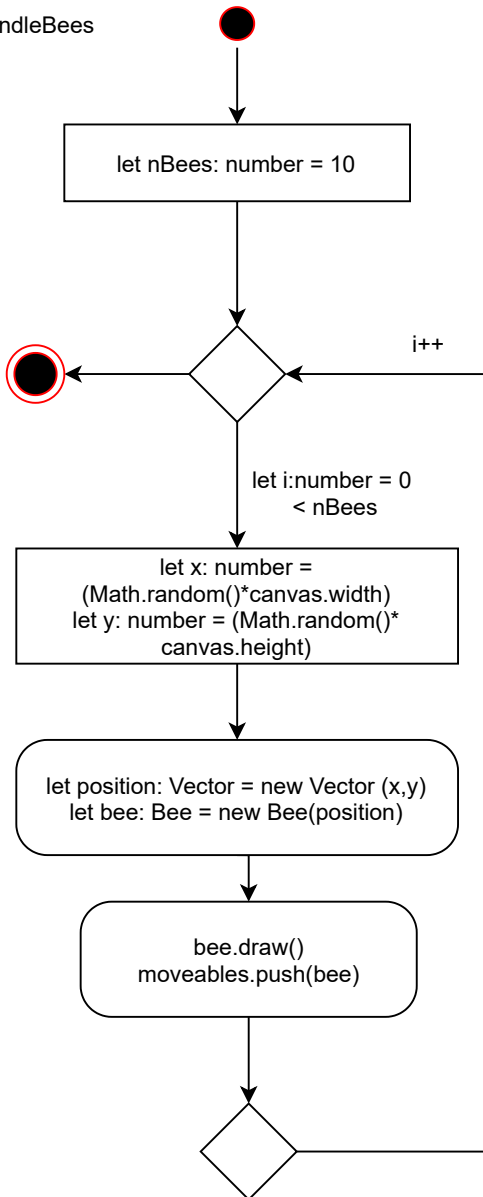 ndleBees
let nBees: number = 10
i++
let i:number = 0
< nBees
let x: number =
(Math.random()*canvas.width)
let y: number = (Math.random()*
canvas.height)
let position: Vector = new Vector (x,y)
let bee: Bee = new Bee(position)
bee.draw()
moveables.push(bee)